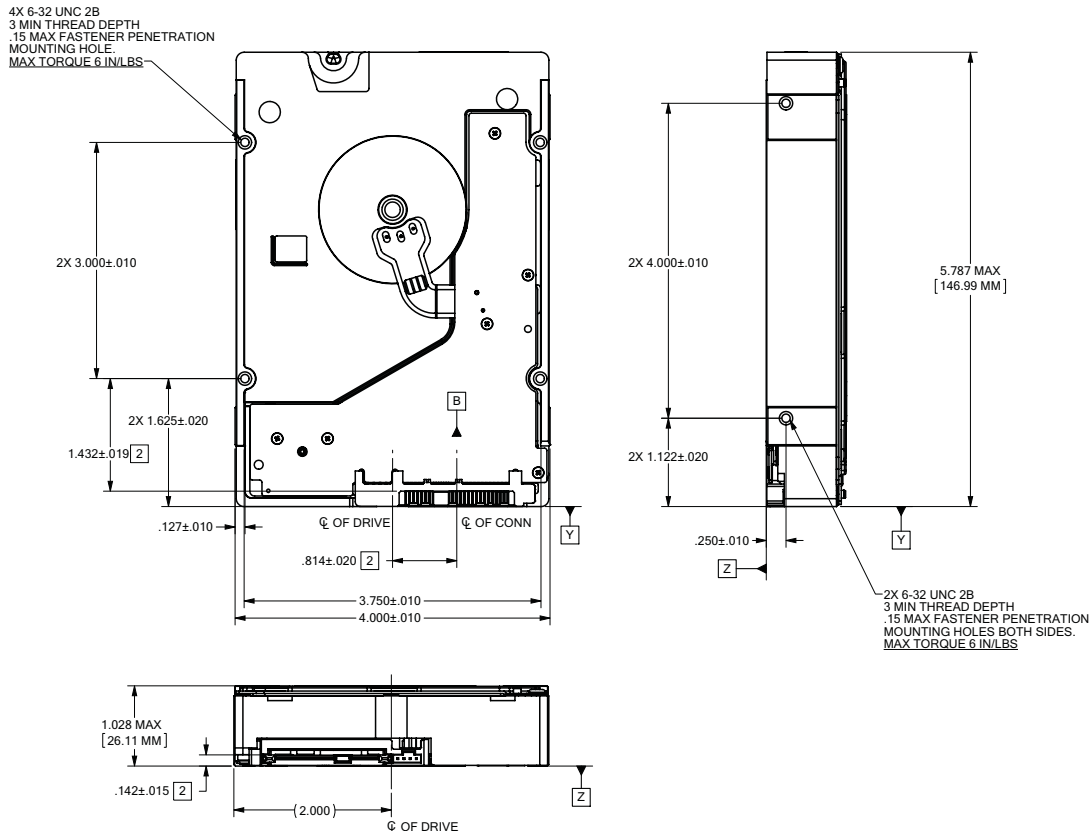 4X 6-32 UNC 2B
3 MIN THREAD DEPTH
.15 MAX FASTENER PENETRATION
MOUNTING HOLE.
MAX TORQUE 6 IN/LBS
2X 3.000±.010
2X 1.625±.020
1.432±.019 2
B
.127±.010
℄ OF DRIVE
℄ OF CONN
Y
.814±.020 2
3.750±.010
4.000±.010
2X 4.000±.010
5.787 MAX
[146.99 MM]
2X 1.122±.020
.250±.010
Y
Z
2X 6-32 UNC 2B
3 MIN THREAD DEPTH
.15 MAX FASTENER PENETRATION
MOUNTING HOLES BOTH SIDES.
MAX TORQUE 6 IN/LBS
1.028 MAX
[26.11 MM]
.142±.015 2
(2.000)
℄ OF DRIVE
Z